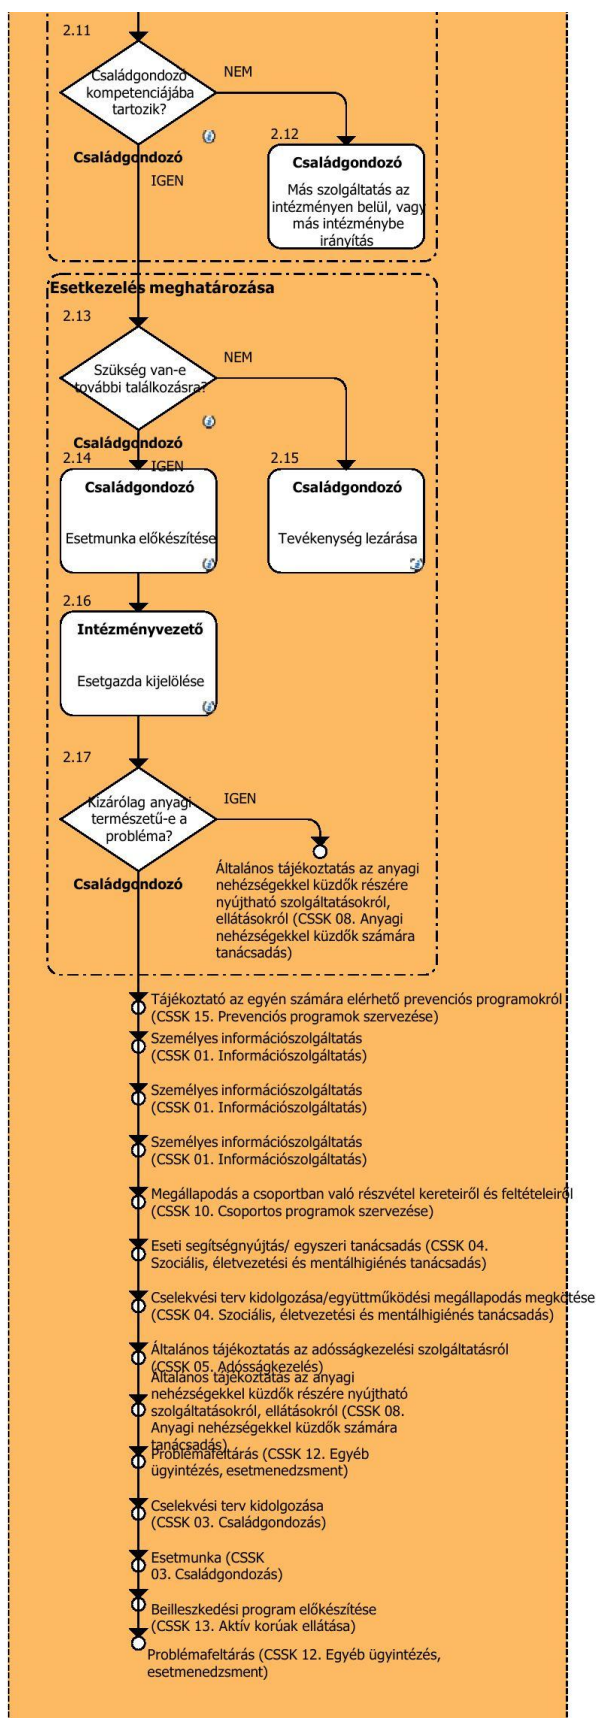 2.11
Családgondozó
kompetenciájába
tartozik?
NEM
Családgondozó
IGEN
2.12
Családgondozó
Más szolgáltatás az
intézményen belül, vagy
más intézménybe
irányítás
Esetkezelés meghatározása
2.13
Szükség van-e
további találkozásra?
NEM
Családgondozó
IGEN
2.14
Családgondozó
Esetmunka előkészítése
2.15
Családgondozó
Tevékenység lezárása
2.16
Intézményvezető
Esetgazda kijelölése
2.17
Kizárólag anyagi
természetű-e a
probléma?
IGEN
Családgondozó
Általános tájékoztatás az anyagi
nehézségekkel küzdők részére
nyújtható szolgáltatásokról,
ellátásokról (CSSK 08. Anyagi
nehézségekkel küzdők számára
tanácsadás)
Tájékoztató az egyén számára elérhető prevenciós programokról
(CSSK 15. Prevenciós programok szervezése)
Személyes információszolgáltatás
(CSSK 01. Információszolgáltatás)
Személyes információszolgáltatás
(CSSK 01. Információszolgáltatás)
Személyes információszolgáltatás
(CSSK 01. Információszolgáltatás)
Megállapodás a csoportban való részvétel kereteiről és feltételeiről
(CSSK 10. Csoportos programok szervezése)
Eseti segítségnyújtás/ egyszeri tanácsadás (CSSK 04.
Szociális, életvezetési és mentálhigiénés tanácsadás)
Cselekvési terv kidolgozása/együttműködési megállapodás megkötése
(CSSK 04. Szociális, életvezetési és mentálhigiénés tanácsadás)
Általános tájékoztatás az adósságkezelési szolgáltatásról
(CSSK 05. Adósságkezelés)
Általános tájékoztatás az anyagi
nehézségekkel küzdők részére nyújtható
szolgáltatásokról, ellátásokról (CSSK 08.
Anyagi nehézségekkel küzdők számára
tanácsadás)
Problémafeltárás (CSSK 12. Egyéb
ügyintézés, esetmenedzsment)
Cselekvési terv kidolgozása
(CSSK 03. Családgondozás)
Esetmunka (CSSK
03. Családgondozás)
Beilleszkedési program előkészítése
(CSSK 13. Aktív korúak ellátása)
Problémafeltárás (CSSK 12. Egyéb ügyintézés,
esetmenedzsment)